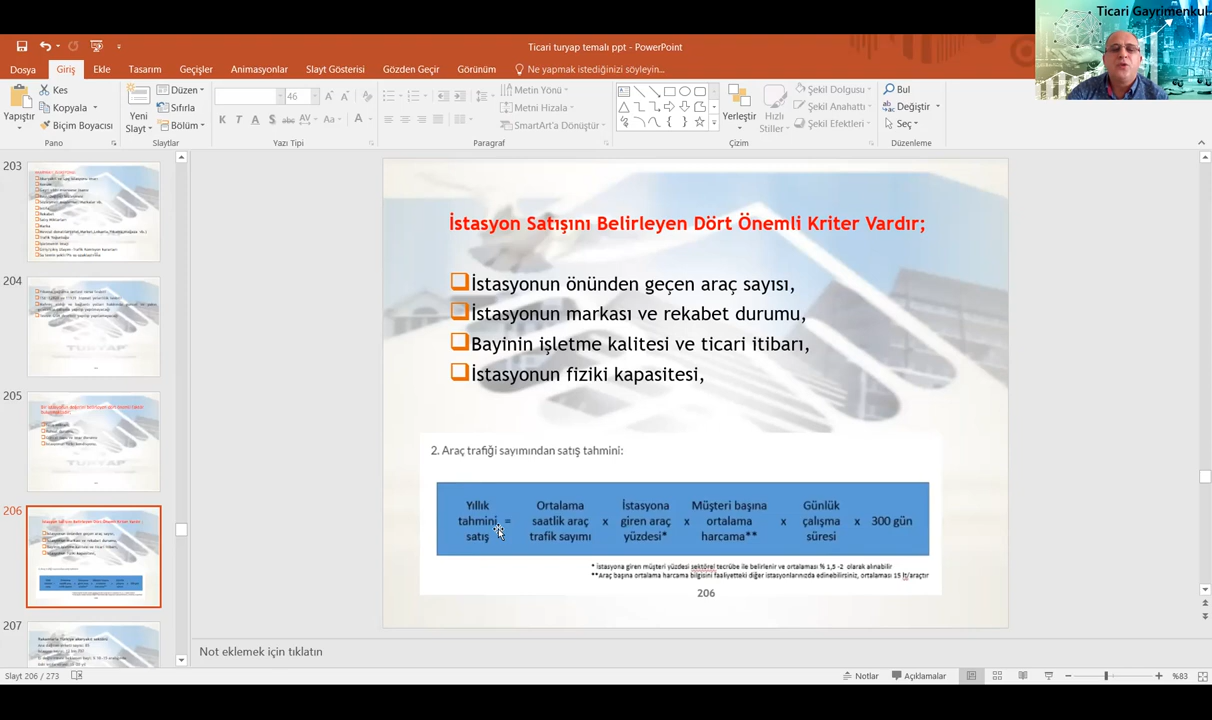 Ticari Gayrimenkul
Ticari turyap temalı ppt - PowerPoint
Dosya Giriş Ekle Tasarım Geçişler Animasyonlar Slayt Gösterisi Gözden Geçir Görünüm Ne yapmak istediğinizi söyleyin...
Yapıştır
Kes
Kopyala
Biçim Boyacısı
Pano
Yeni Slayt
Düzen
Sıfırla
Bölüm
Slaytlar
46
Yazı Tipi
Metin Yönü
Metni Hizala
SmartArt'a Dönüştür
Paragraf
Yerleştir
Hızlı Stiller
Şekil Dolgusu
Şekil Anahattı
Şekil Efektleri
Çizim
Bul
Değiştir
Seç
Düzenleme
203
204
205
206
207
İstasyon Satışını Belirleyen Dört Önemli Kriter Vardır;
İstasyonun önünden geçen araç sayısı,
İstasyonun markası ve rekabet durumu,
Bayinin işletme kalitesi ve ticari itibarı,
İstasyonun fiziki kapasitesi,
2. Araç trafiği sayımından satış tahmini:
Yıllık tahmini satış = Ortalama saatlik araç trafik sayımı x İstasyona giren araç yüzdesi* x Müşteri başına ortalama harcama** x Günlük çalışma süresi x 300 gün
* İstasyona giren müşteri yüzdesi sektörel tecrübe ile belirlenir ve ortalaması % 1,5 -2 olarak alınabilir
**Araç başına ortalama harcama bilgisini faaliyetteki diğer istasyonlarınızda edinebilirsiniz, ortalaması 15 lt/araçtır
206
Not eklemek için tıklatın
Slayt 206 / 273
Notlar
Açıklamalar
%83